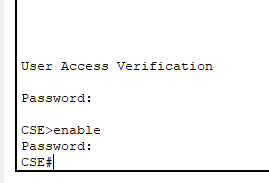 User Access Verification
Password:
CSE>enable
Password:
CSE#